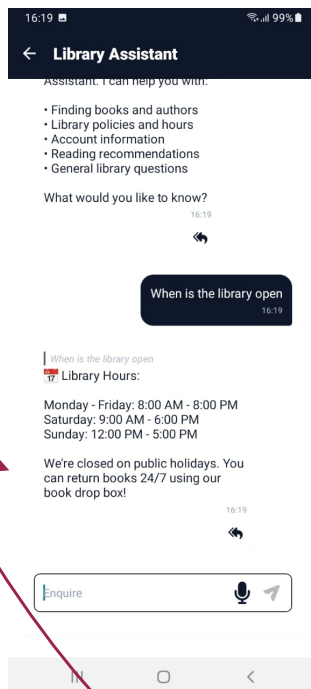 16:19
99%
Library Assistant
Assistant. I can help you with:
• Finding books and authors
• Library policies and hours
• Account information
• Reading recommendations
• General library questions
What would you like to know?
16:19
When is the library open
16:19
When is the library open
📅 Library Hours:
Monday - Friday: 8:00 AM - 8:00 PM
Saturday: 9:00 AM - 6:00 PM
Sunday: 12:00 PM - 5:00 PM
We're closed on public holidays. You
can return books 24/7 using our
book drop box!
16:19
Enquire